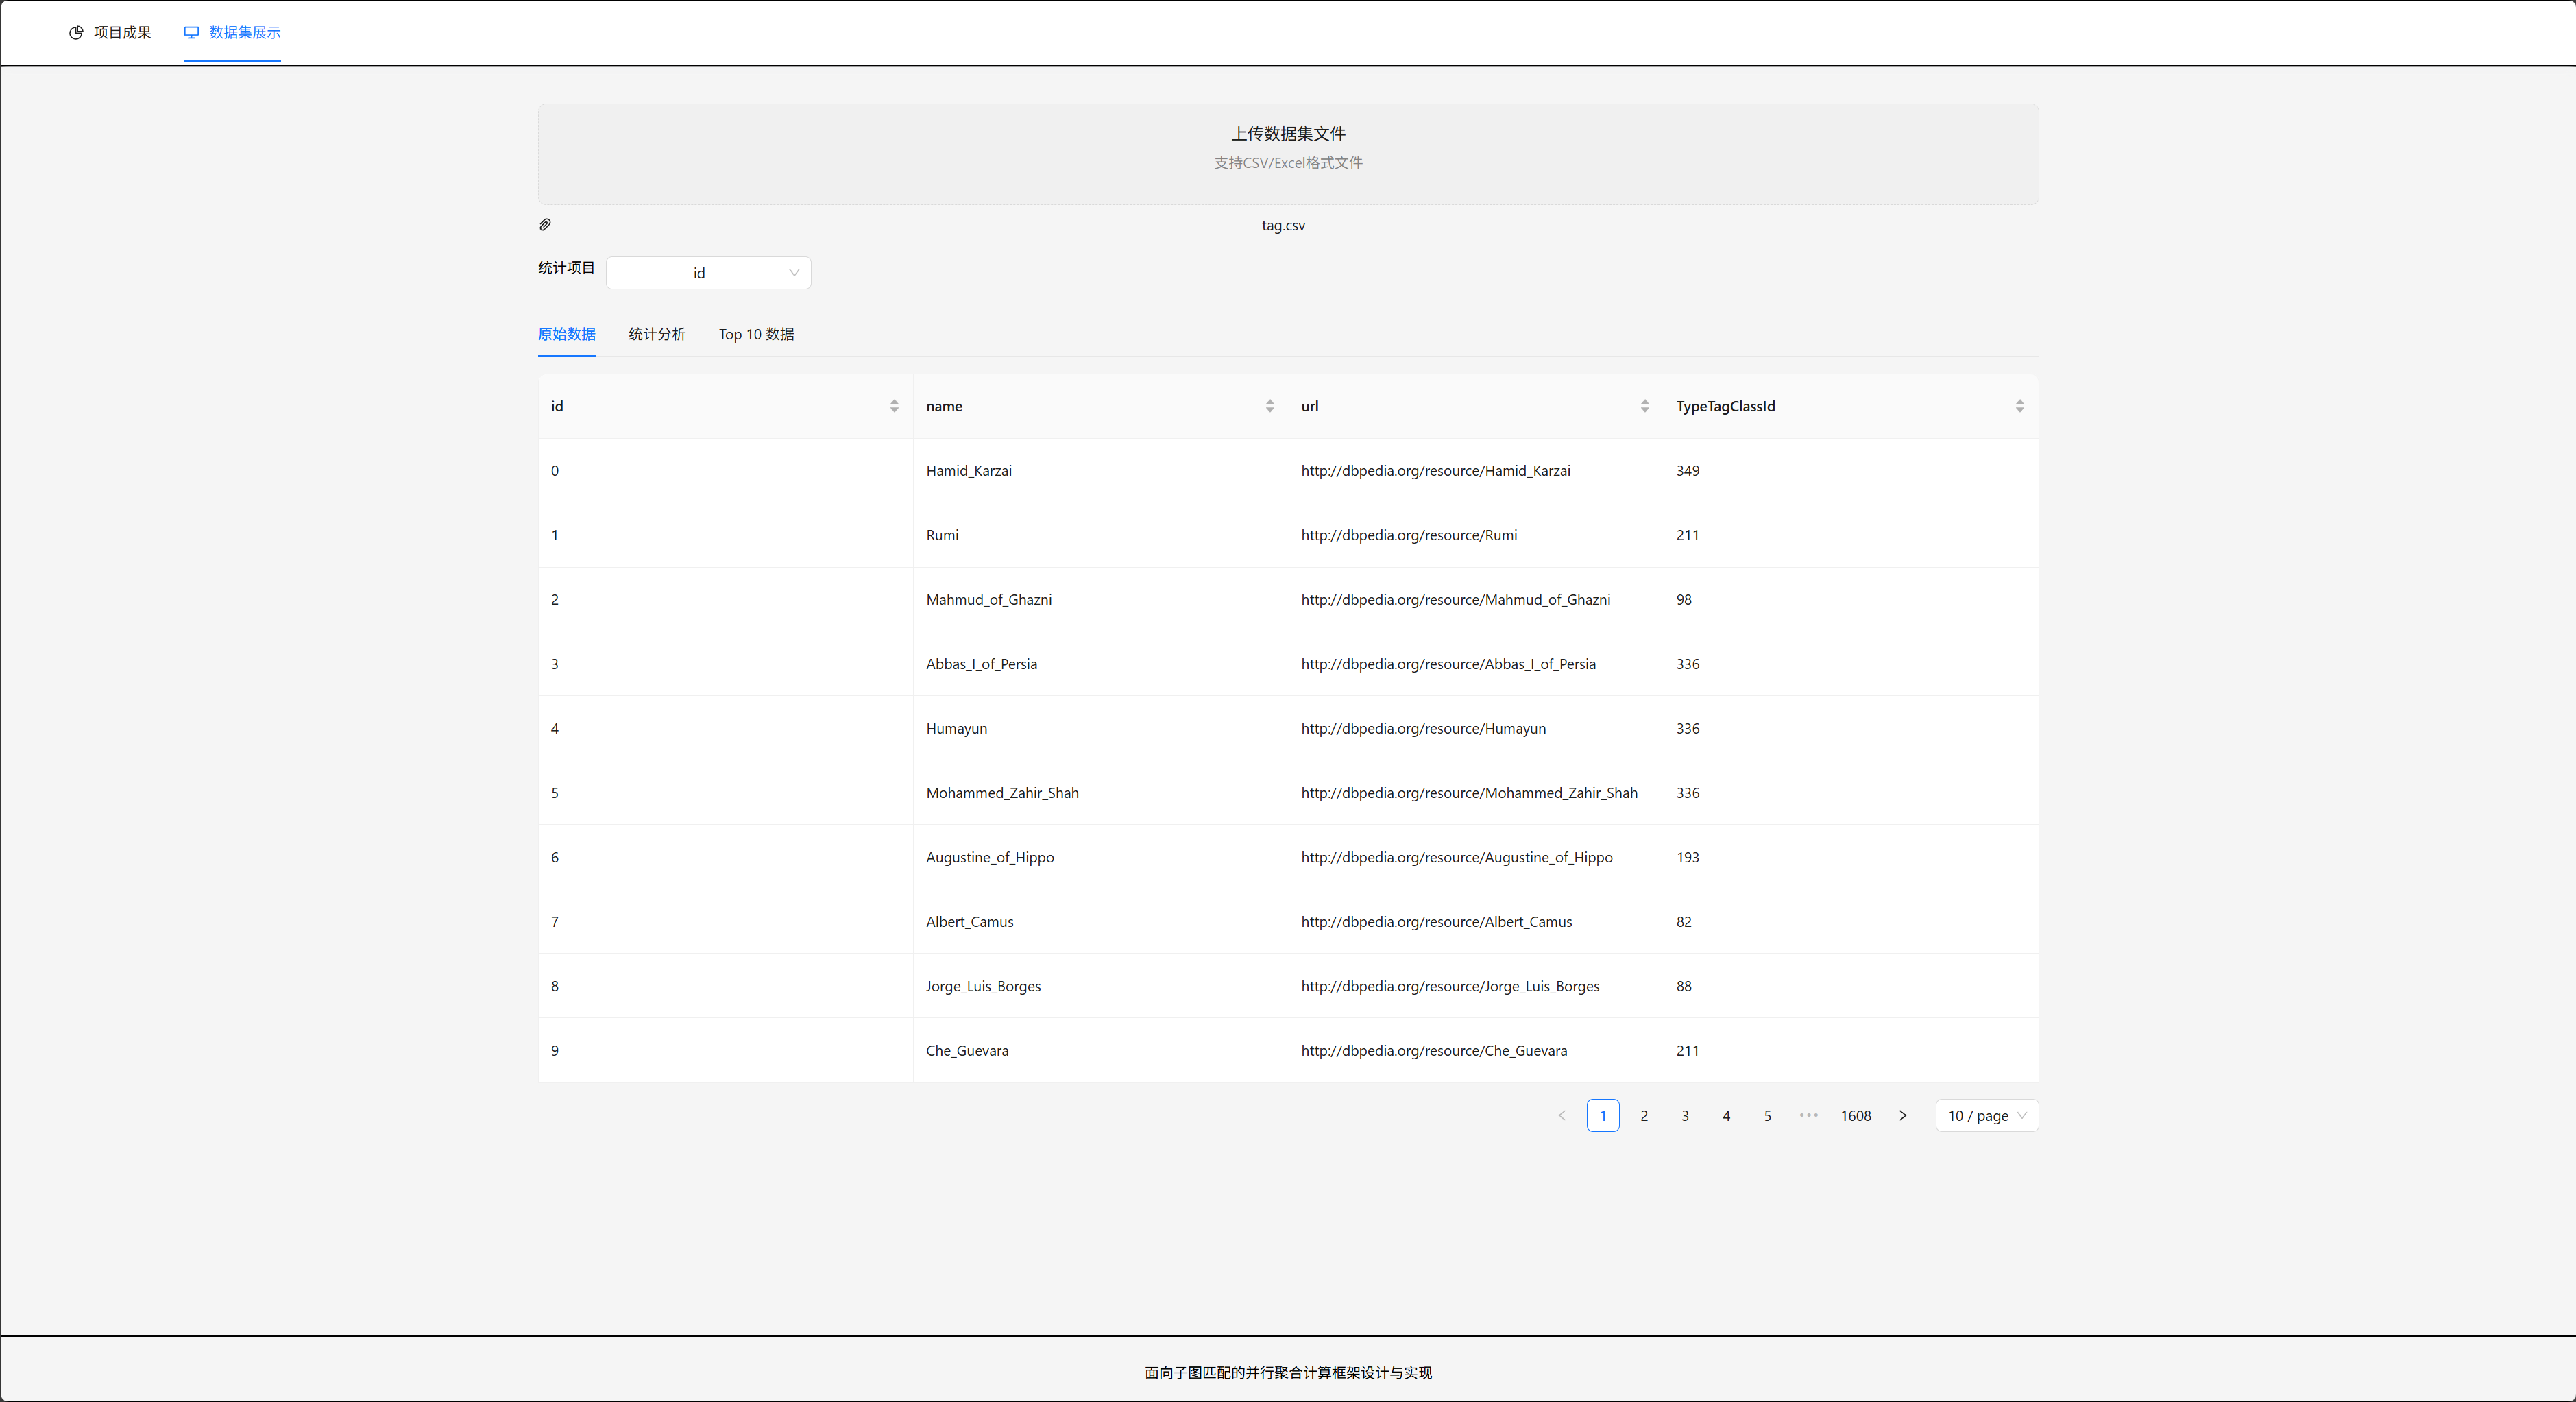 项目成果 数据集展示
上传数据集文件
支持CSV/Excel格式文件
tag.csv
统计项目 id
原始数据 统计分析 Top 10 数据
id name url TypeTagClassId
0 Hamid_Karzai http://dbpedia.org/resource/Hamid_Karzai 349
1 Rumi http://dbpedia.org/resource/Rumi 211
2 Mahmud_of_Ghazni http://dbpedia.org/resource/Mahmud_of_Ghazni 98
3 Abbas_I_of_Persia http://dbpedia.org/resource/Abbas_I_of_Persia 336
4 Humayun http://dbpedia.org/resource/Humayun 336
5 Mohammed_Zahir_Shah http://dbpedia.org/resource/Mohammed_Zahir_Shah 336
6 Augustine_of_Hippo http://dbpedia.org/resource/Augustine_of_Hippo 193
7 Albert_Camus http://dbpedia.org/resource/Albert_Camus 82
8 Jorge_Luis_Borges http://dbpedia.org/resource/Jorge_Luis_Borges 88
9 Che_Guevara http://dbpedia.org/resource/Che_Guevara 211
< 1 2 3 4 5 ••• 1608 > 10 / page
面向子图匹配的并行聚合计算框架设计与实现